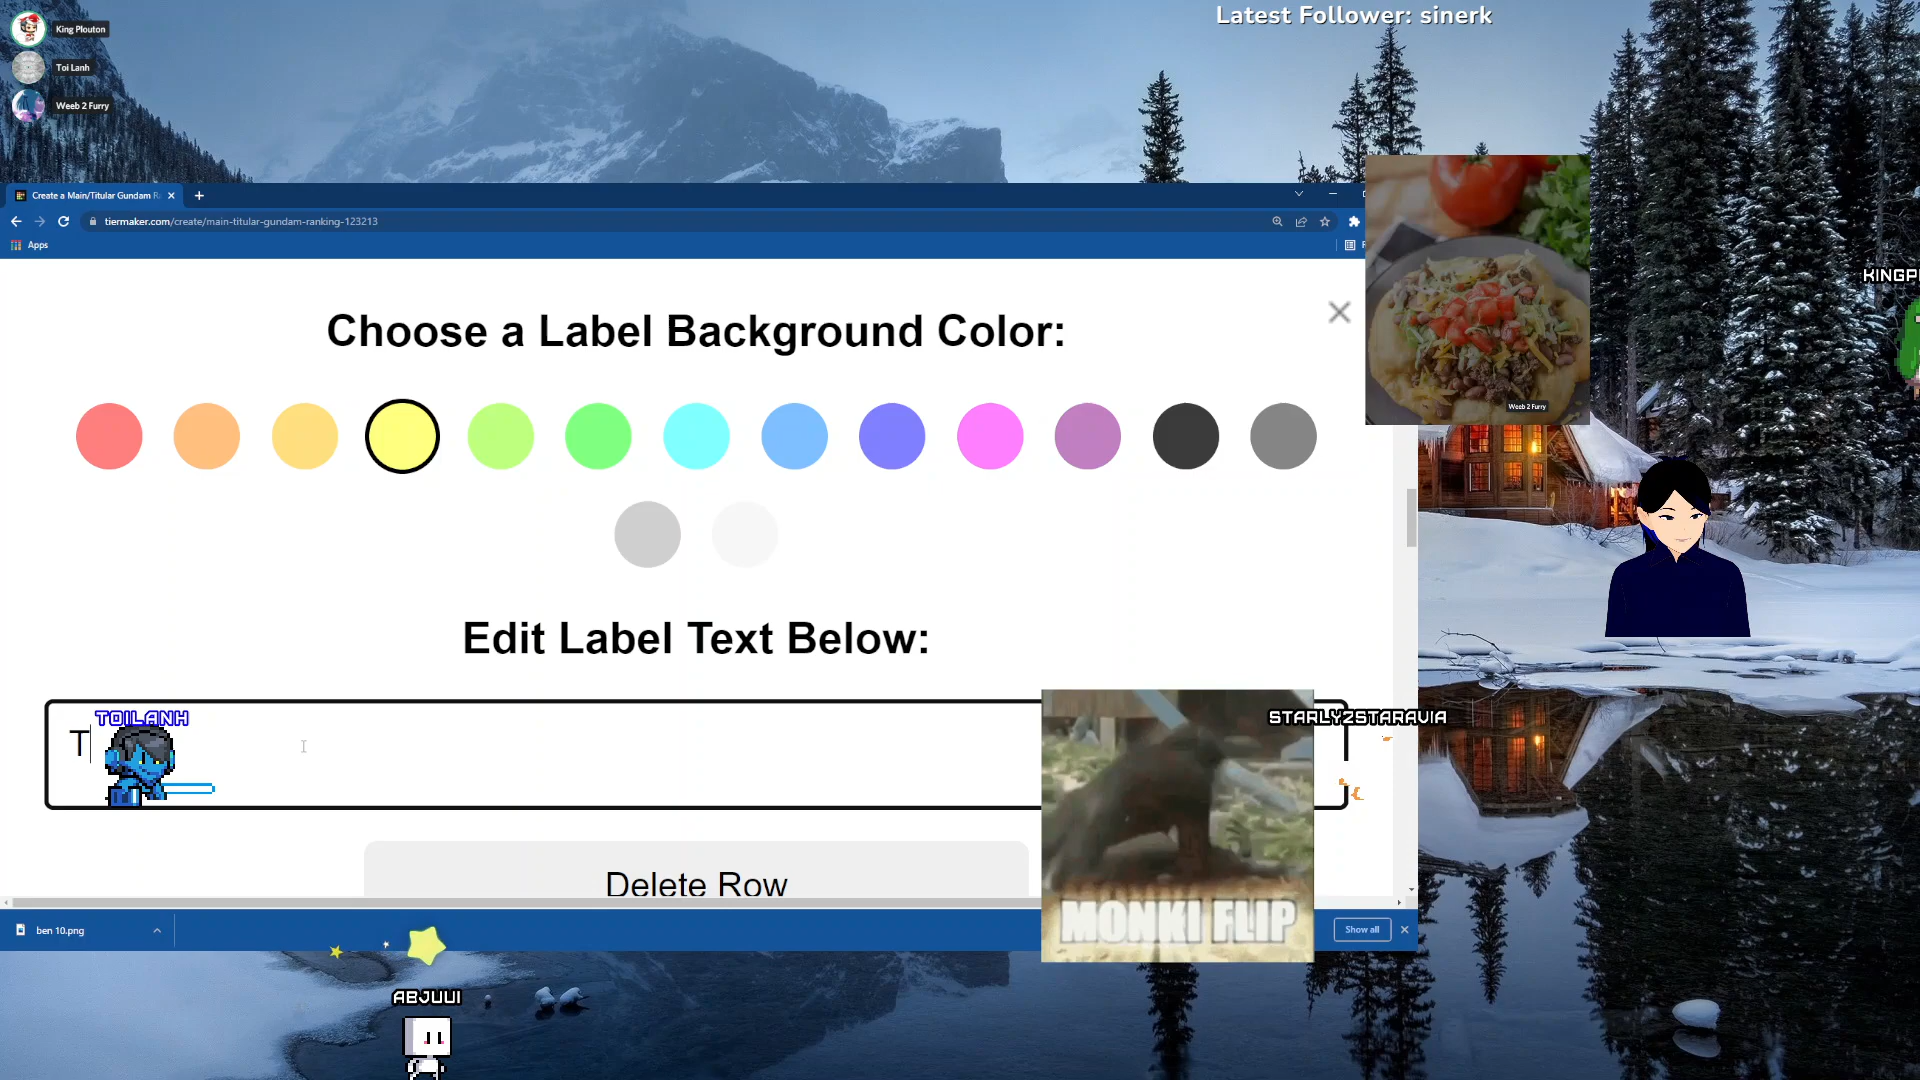 Latest Follower: sinerk
King Plouton
Toi Lanh
Weeb 2 Furry
Create a Main/Titular Gundam R
tiermaker.com/create/main-titular-gundam-ranking-123213
Apps
KINGP
Choose a Label Background Color:
Weeb 2 Furry
Edit Label Text Below:
TOILANH
STARLY2STARAVIA
T
Delete Row
MONKI FLIP
ben 10.png
Show all
ABJUUI